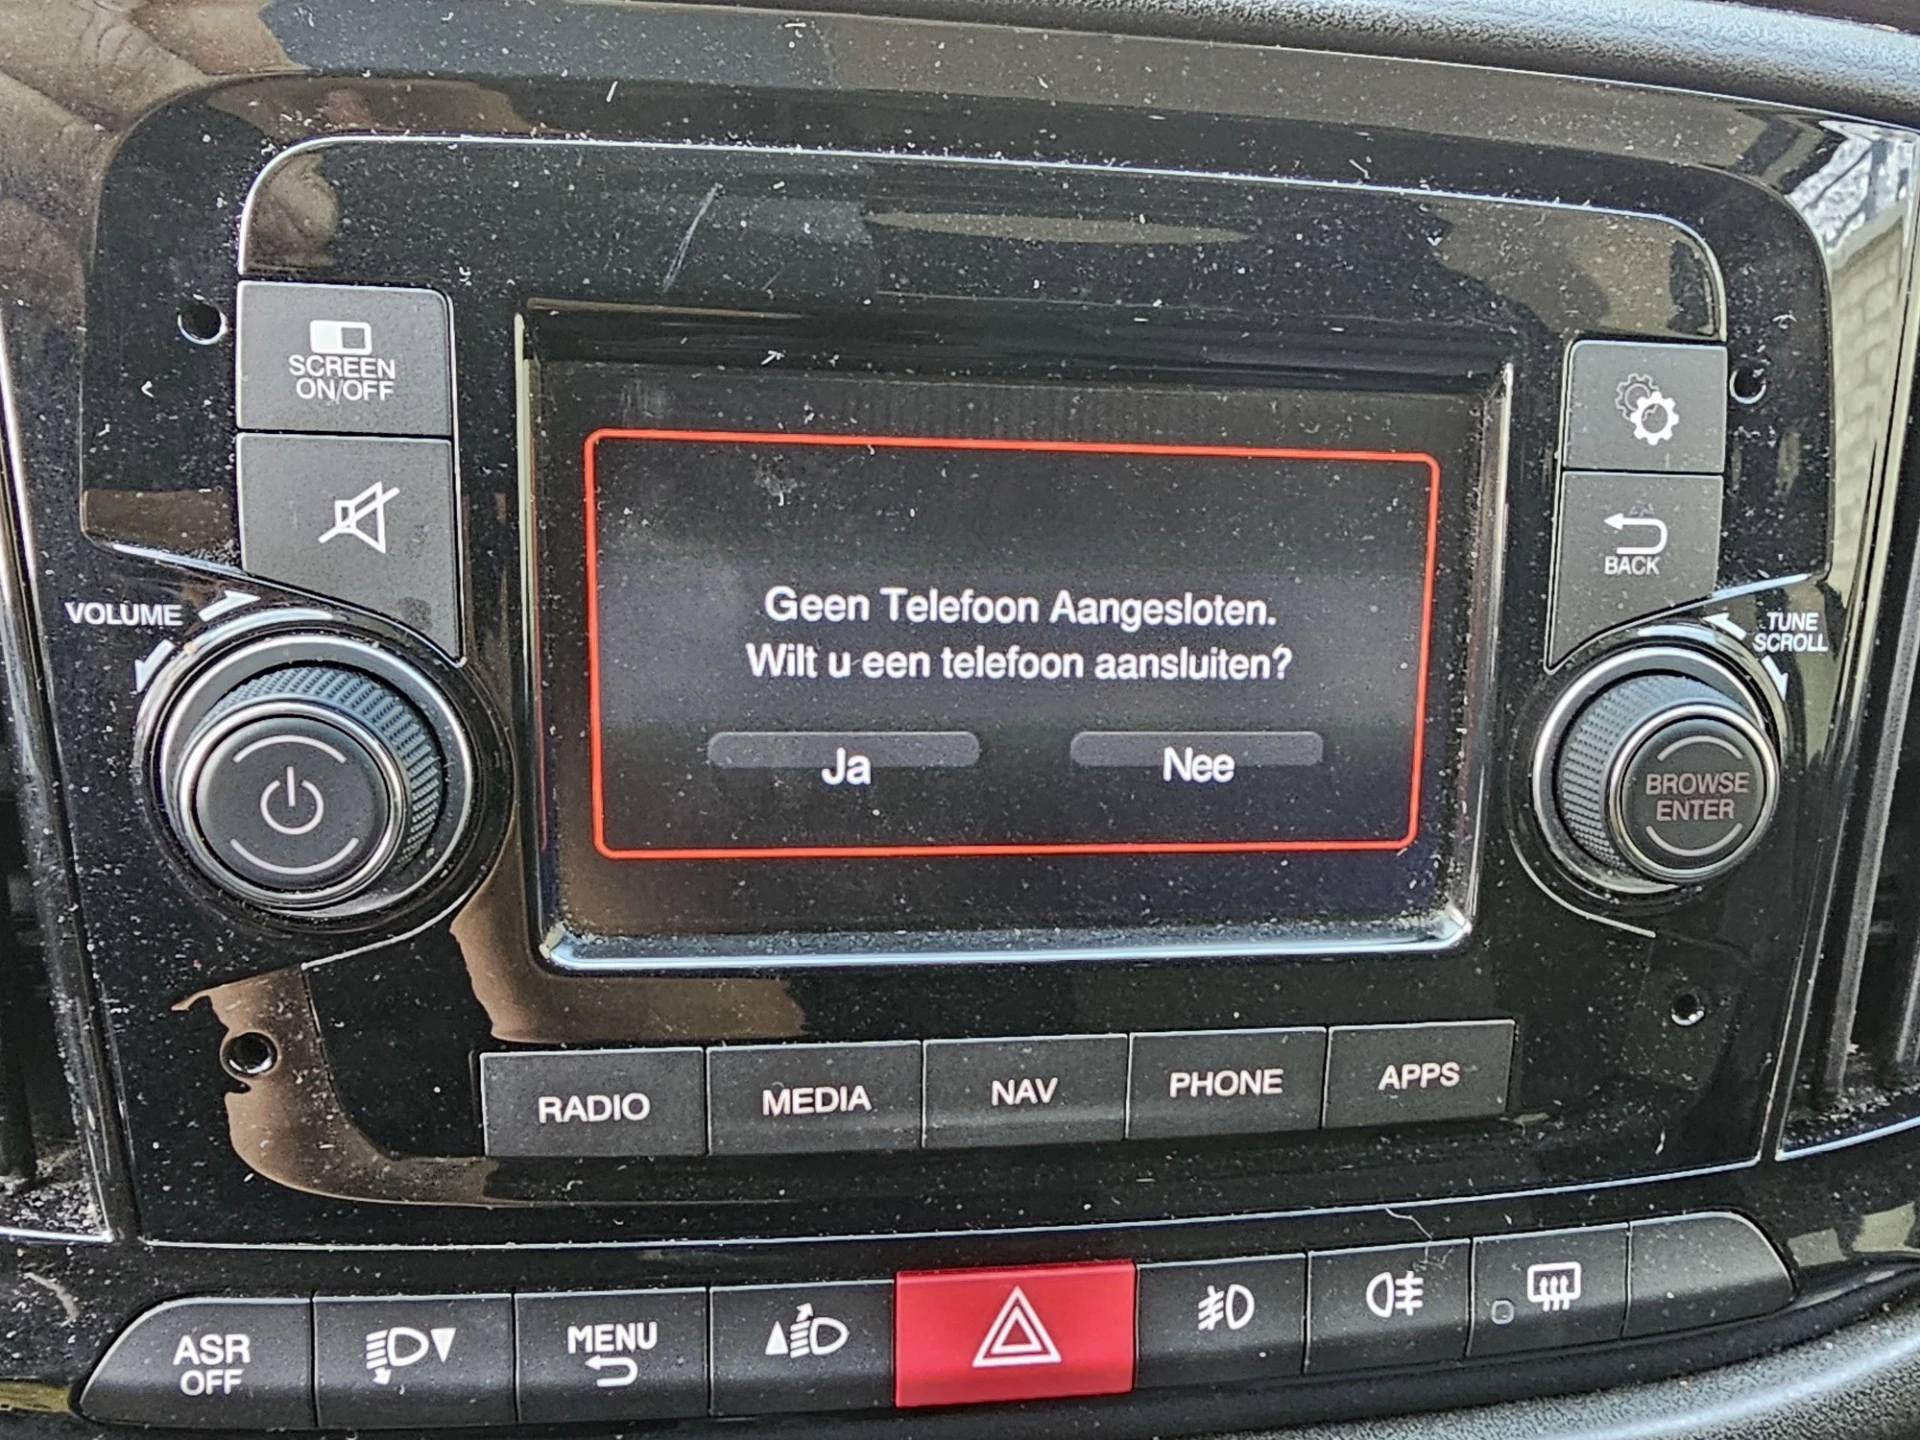 SCREEN
ON/OFF
BACK
VOLUME
TUNE
SCROLL
Geen Telefoon Aangesloten.
Wilt u een telefoon aansluiten?
Ja
Nee
BROWSE
ENTER
RADIO
MEDIA
NAV
PHONE
APPS
ASR
OFF
MENU